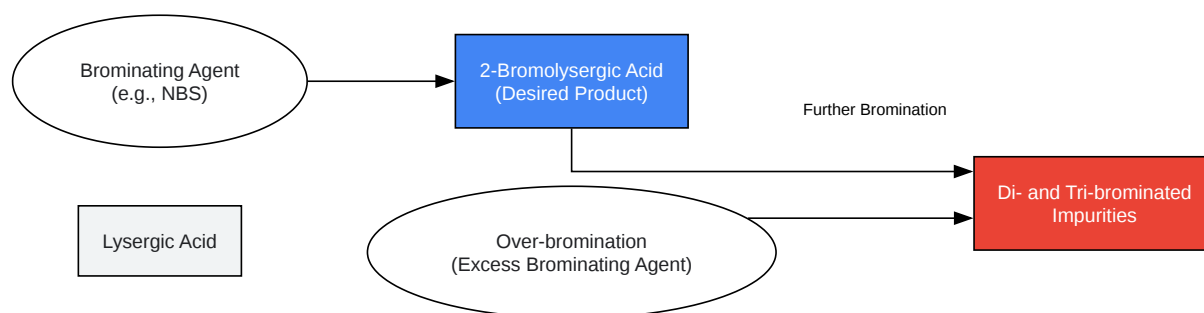 Brominating Agent
(e.g., NBS)
2-Bromolysergic Acid
(Desired Product)
Further Bromination
Di- and Tri-brominated
Impurities
Lysergic Acid
Over-bromination
(Excess Brominating Agent)